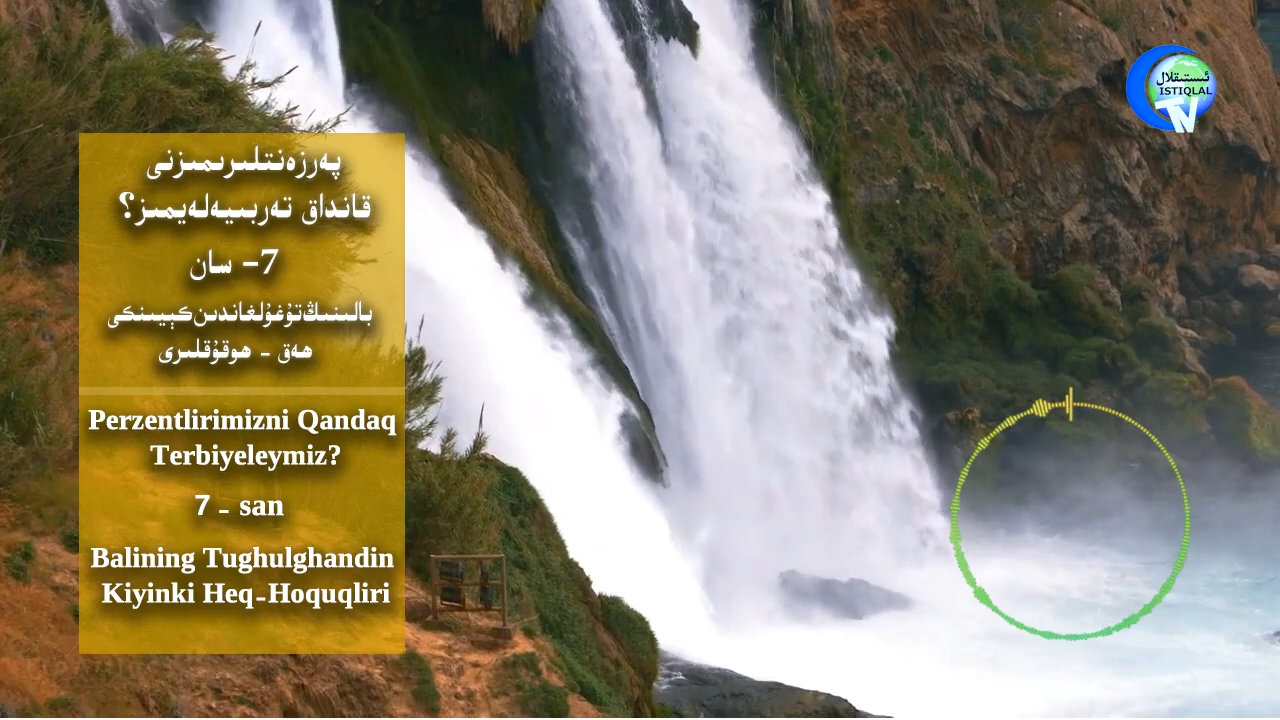 پەرزەنتلىرىمىزنى
قانداق تەربىيەلەيمىز؟
7- سان
بالىنىڭ تۇغۇلغاندىن كېيىنكى
ھەق - ھوقۇقلىرى
Perzentlirimizni Qandaq
Terbiyeleymiz?
7 - san
Balining Tughulghandin
Kiyinki Heq-Hoquqliri
ئىستىقلال
ISTIQLAL
TV